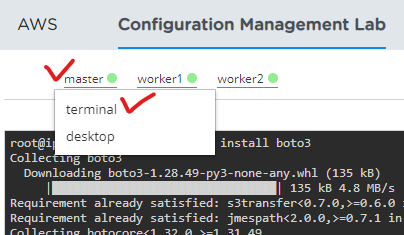 AWS Configuration Management Lab
master worker1 worker2
terminal
desktop
root@ip install boto3
Collecting boto3
Downloading boto3-1.28.49-py3-none-any.whl (135 kB)
135 kB 4.8 MB/s
Requirement already satisfied: s3transfer<0.7.0,>=0.6.0
Requirement already satisfied: jmespath<2.0.0,>=0.7.1 in
Collecting botocore<1.32.0,>=1.31.49